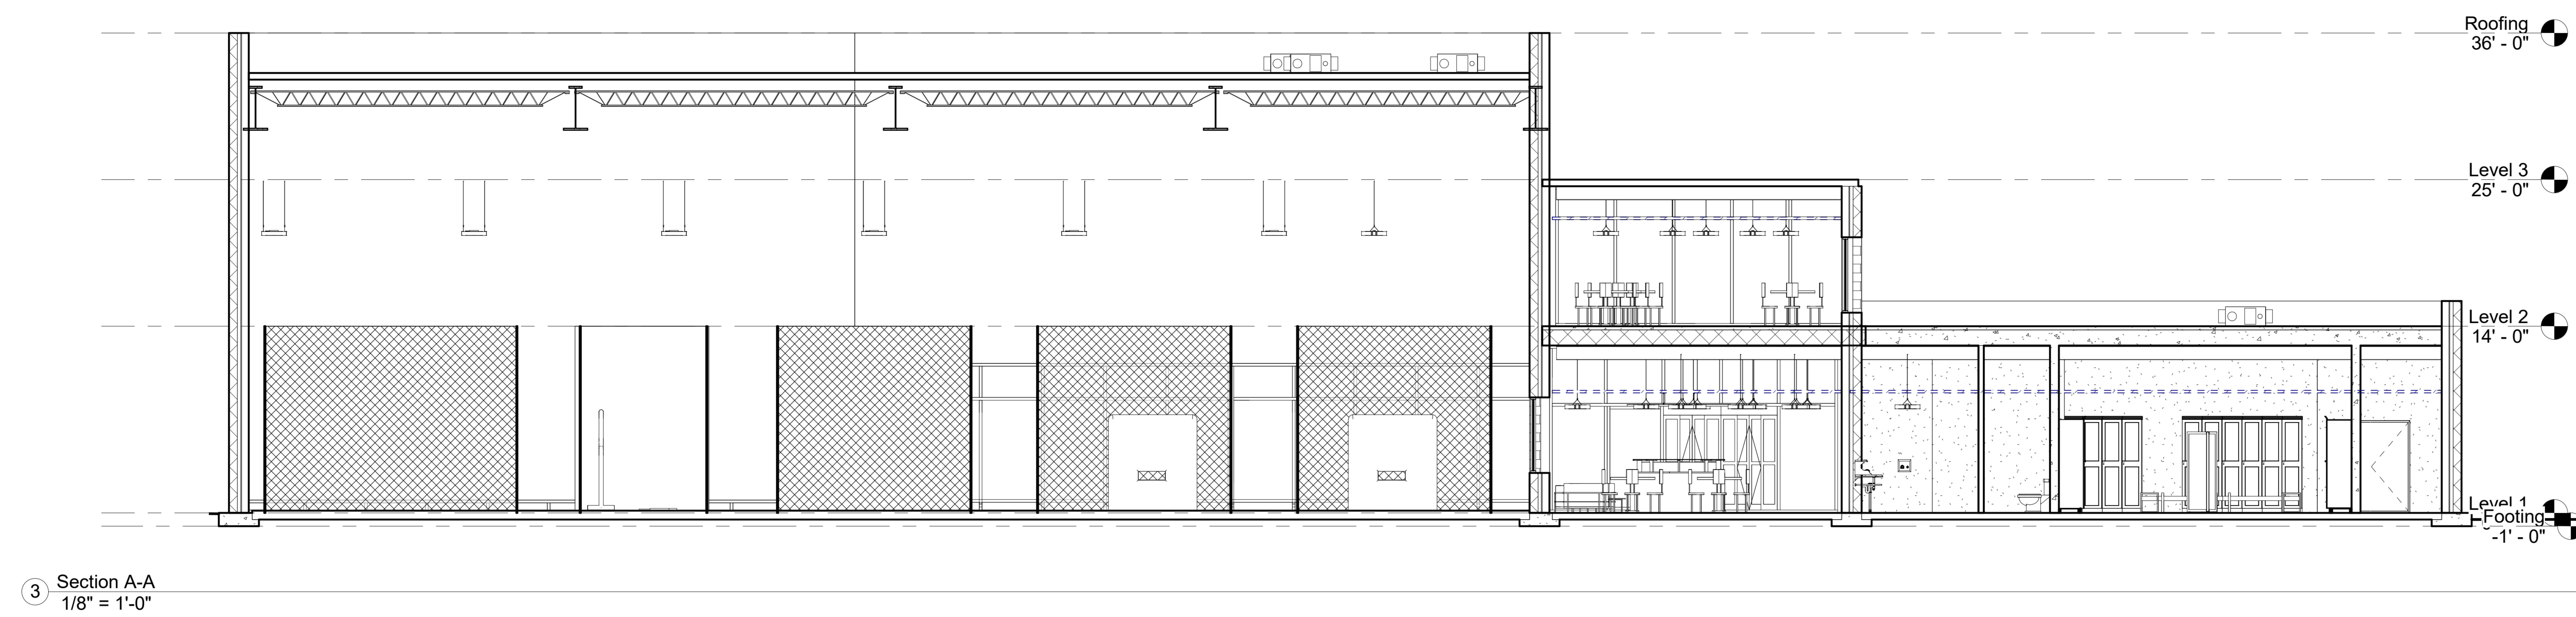 Roofing
36' - 0"
Level 3
25' - 0"
Level 2
14' - 0"
Level 1
Footing
-1' - 0"
3
Section A-A
1/8" = 1'-0"